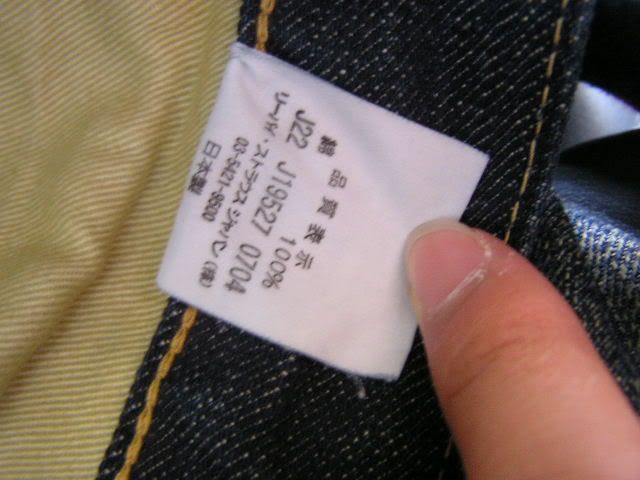 品質表示
綿 100%
J22 J19527 0704
リーバイ・ストラウス ジャパン(株)
03-5421-8500
日本製